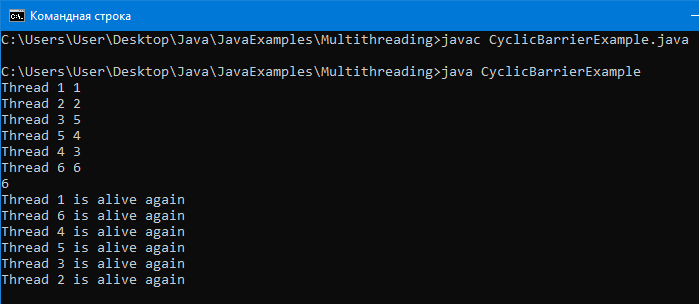 Командная строка
C:\Users\User\Desktop\Java\JavaExamples\Multithreading>javac CyclicBarrierExample.java
C:\Users\User\Desktop\Java\JavaExamples\Multithreading>java CyclicBarrierExample
Thread 1 1
Thread 2 2
Thread 3 5
Thread 5 4
Thread 4 3
Thread 6 6
6
Thread 1 is alive again
Thread 6 is alive again
Thread 4 is alive again
Thread 5 is alive again
Thread 3 is alive again
Thread 2 is alive again